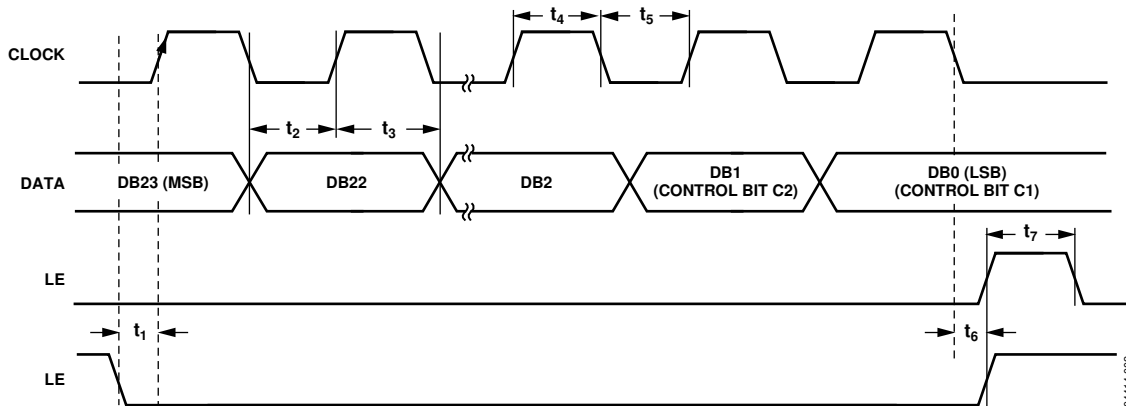 t4
t5
CLOCK
t2
t3
DATA
DB23 (MSB)
DB22
DB2
DB1
(CONTROL BIT C2)
DB0 (LSB)
(CONTROL BIT C1)
t7
LE
t1
t6
LE